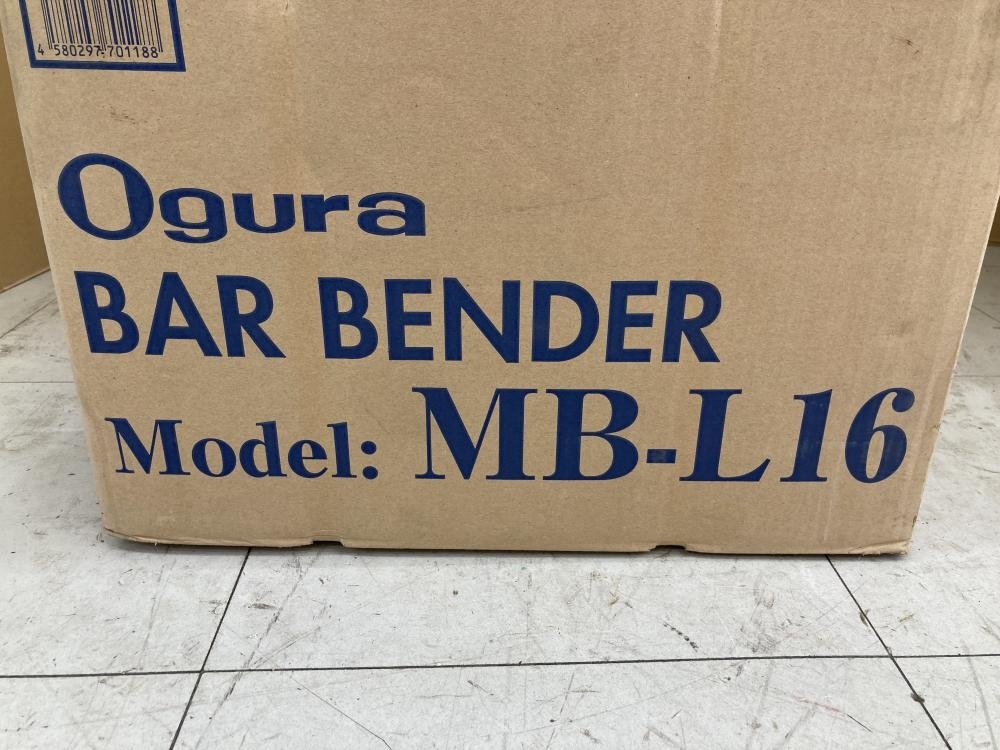 4 580297 701188
Ogura
BAR BENDER
Model: MB-L16